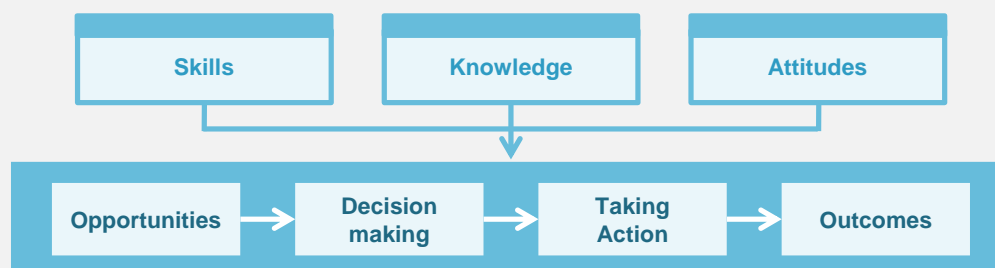 Skills
Knowledge
Attitudes
Opportunities
Decision
making
Taking
Action
Outcomes